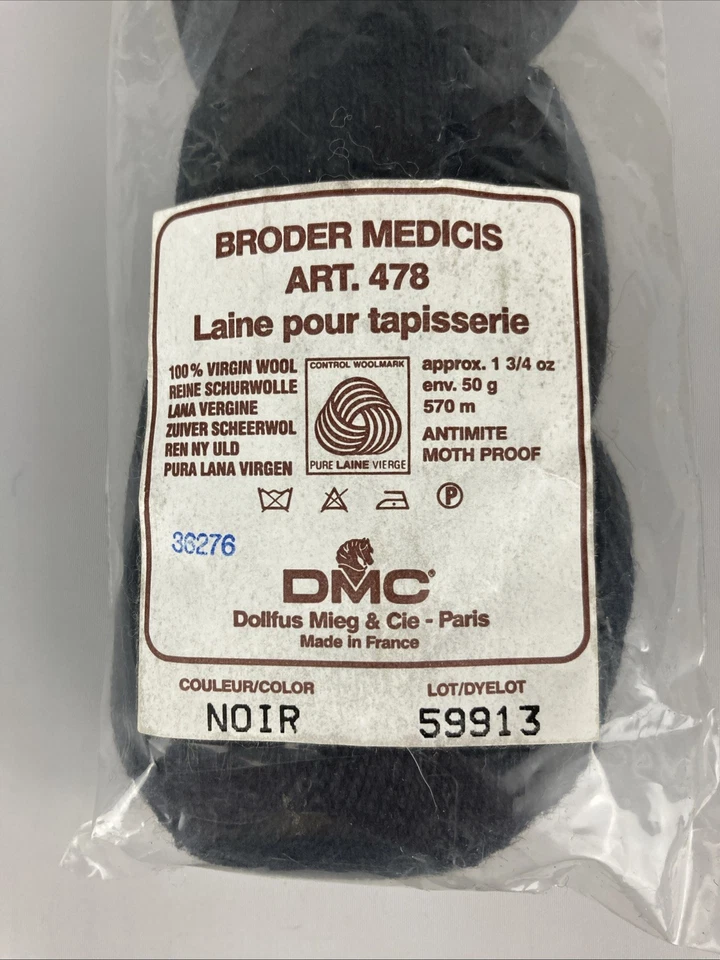 BRODER MEDICIS
ART. 478
Laine pour tapisserie
100% VIRGIN WOOL
REINE SCHURWOLLE
LANA VERGINE
ZUIVER SCHEERWOL
REN NY ULD
PURA LANA VIRGEN
CONTROL WOOLMARK
PURE LAINE VIERGE
approx. 1 3/4 oz
env. 50 g
570 m
ANTIMITE
MOTH PROOF
P
36276
DMC®
Dollfus Mieg & Cie - Paris
Made in France
COULEUR/COLOR
NOIR
LOT/DYELOT
59913